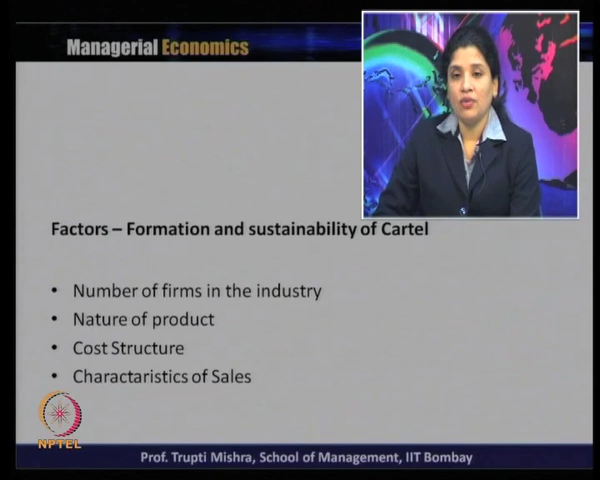 Managerial Economics
Factors – Formation and sustainability of Cartel
• Number of firms in the industry
• Nature of product
• Cost Structure
• Charactaristics of Sales
NPTEL
Prof. Trupti Mishra, School of Management, IIT Bombay